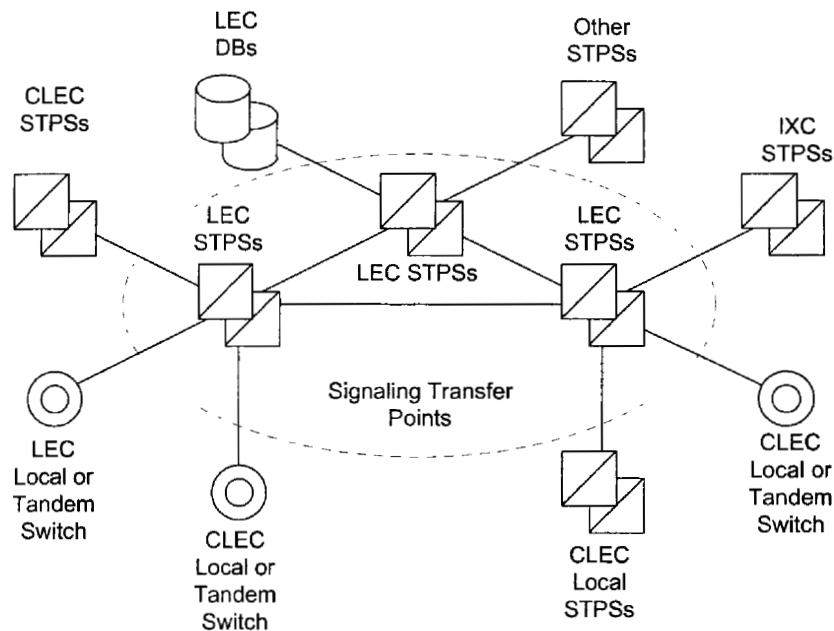 LEC
DBs
Other
STPSs
CLEC
STPSs
IXC
STPSs
LEC
STPSs
LEC STPSs
LEC
STPSs
Signaling Transfer
Points
LEC
Local or
Tandem
Switch
CLEC
Local or
Tandem
Switch
CLEC
Local
STPSs
CLEC
Local or
Tandem
Switch